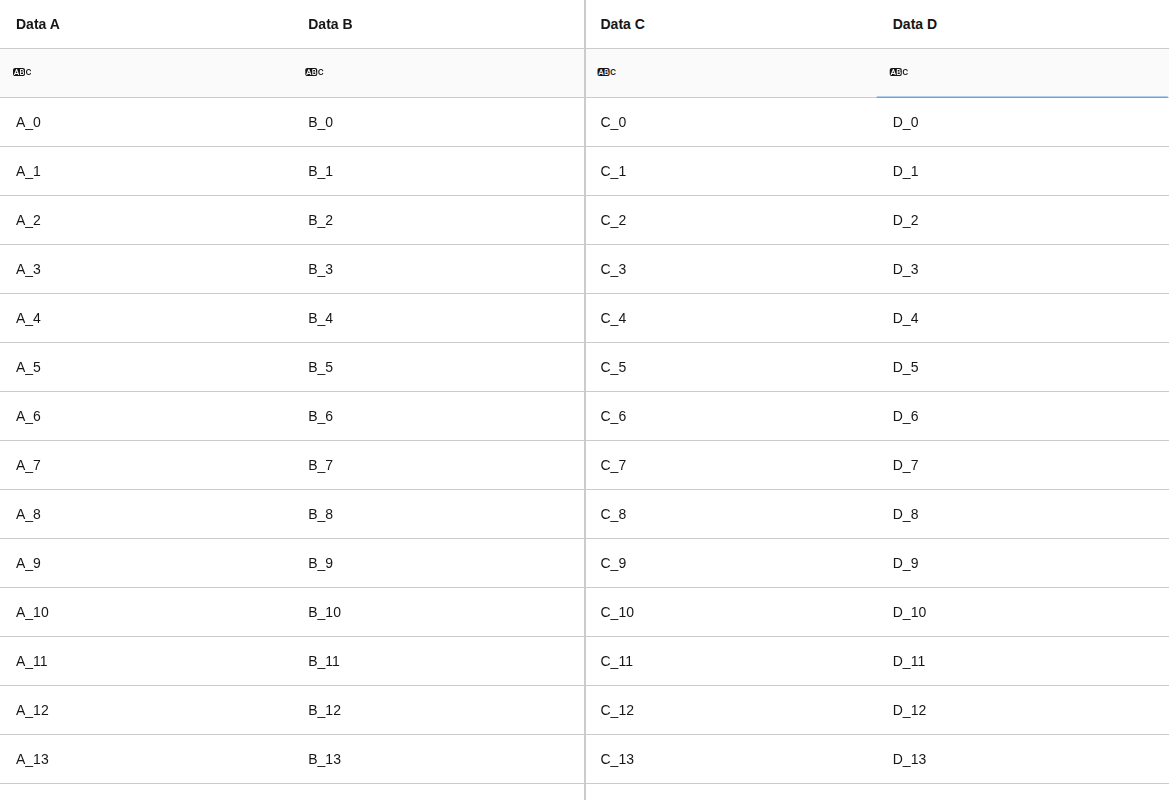 Data A Data B Data C Data D
ABC ABC ABC ABC
A_0 B_0 C_0 D_0
A_1 B_1 C_1 D_1
A_2 B_2 C_2 D_2
A_3 B_3 C_3 D_3
A_4 B_4 C_4 D_4
A_5 B_5 C_5 D_5
A_6 B_6 C_6 D_6
A_7 B_7 C_7 D_7
A_8 B_8 C_8 D_8
A_9 B_9 C_9 D_9
A_10 B_10 C_10 D_10
A_11 B_11 C_11 D_11
A_12 B_12 C_12 D_12
A_13 B_13 C_13 D_13